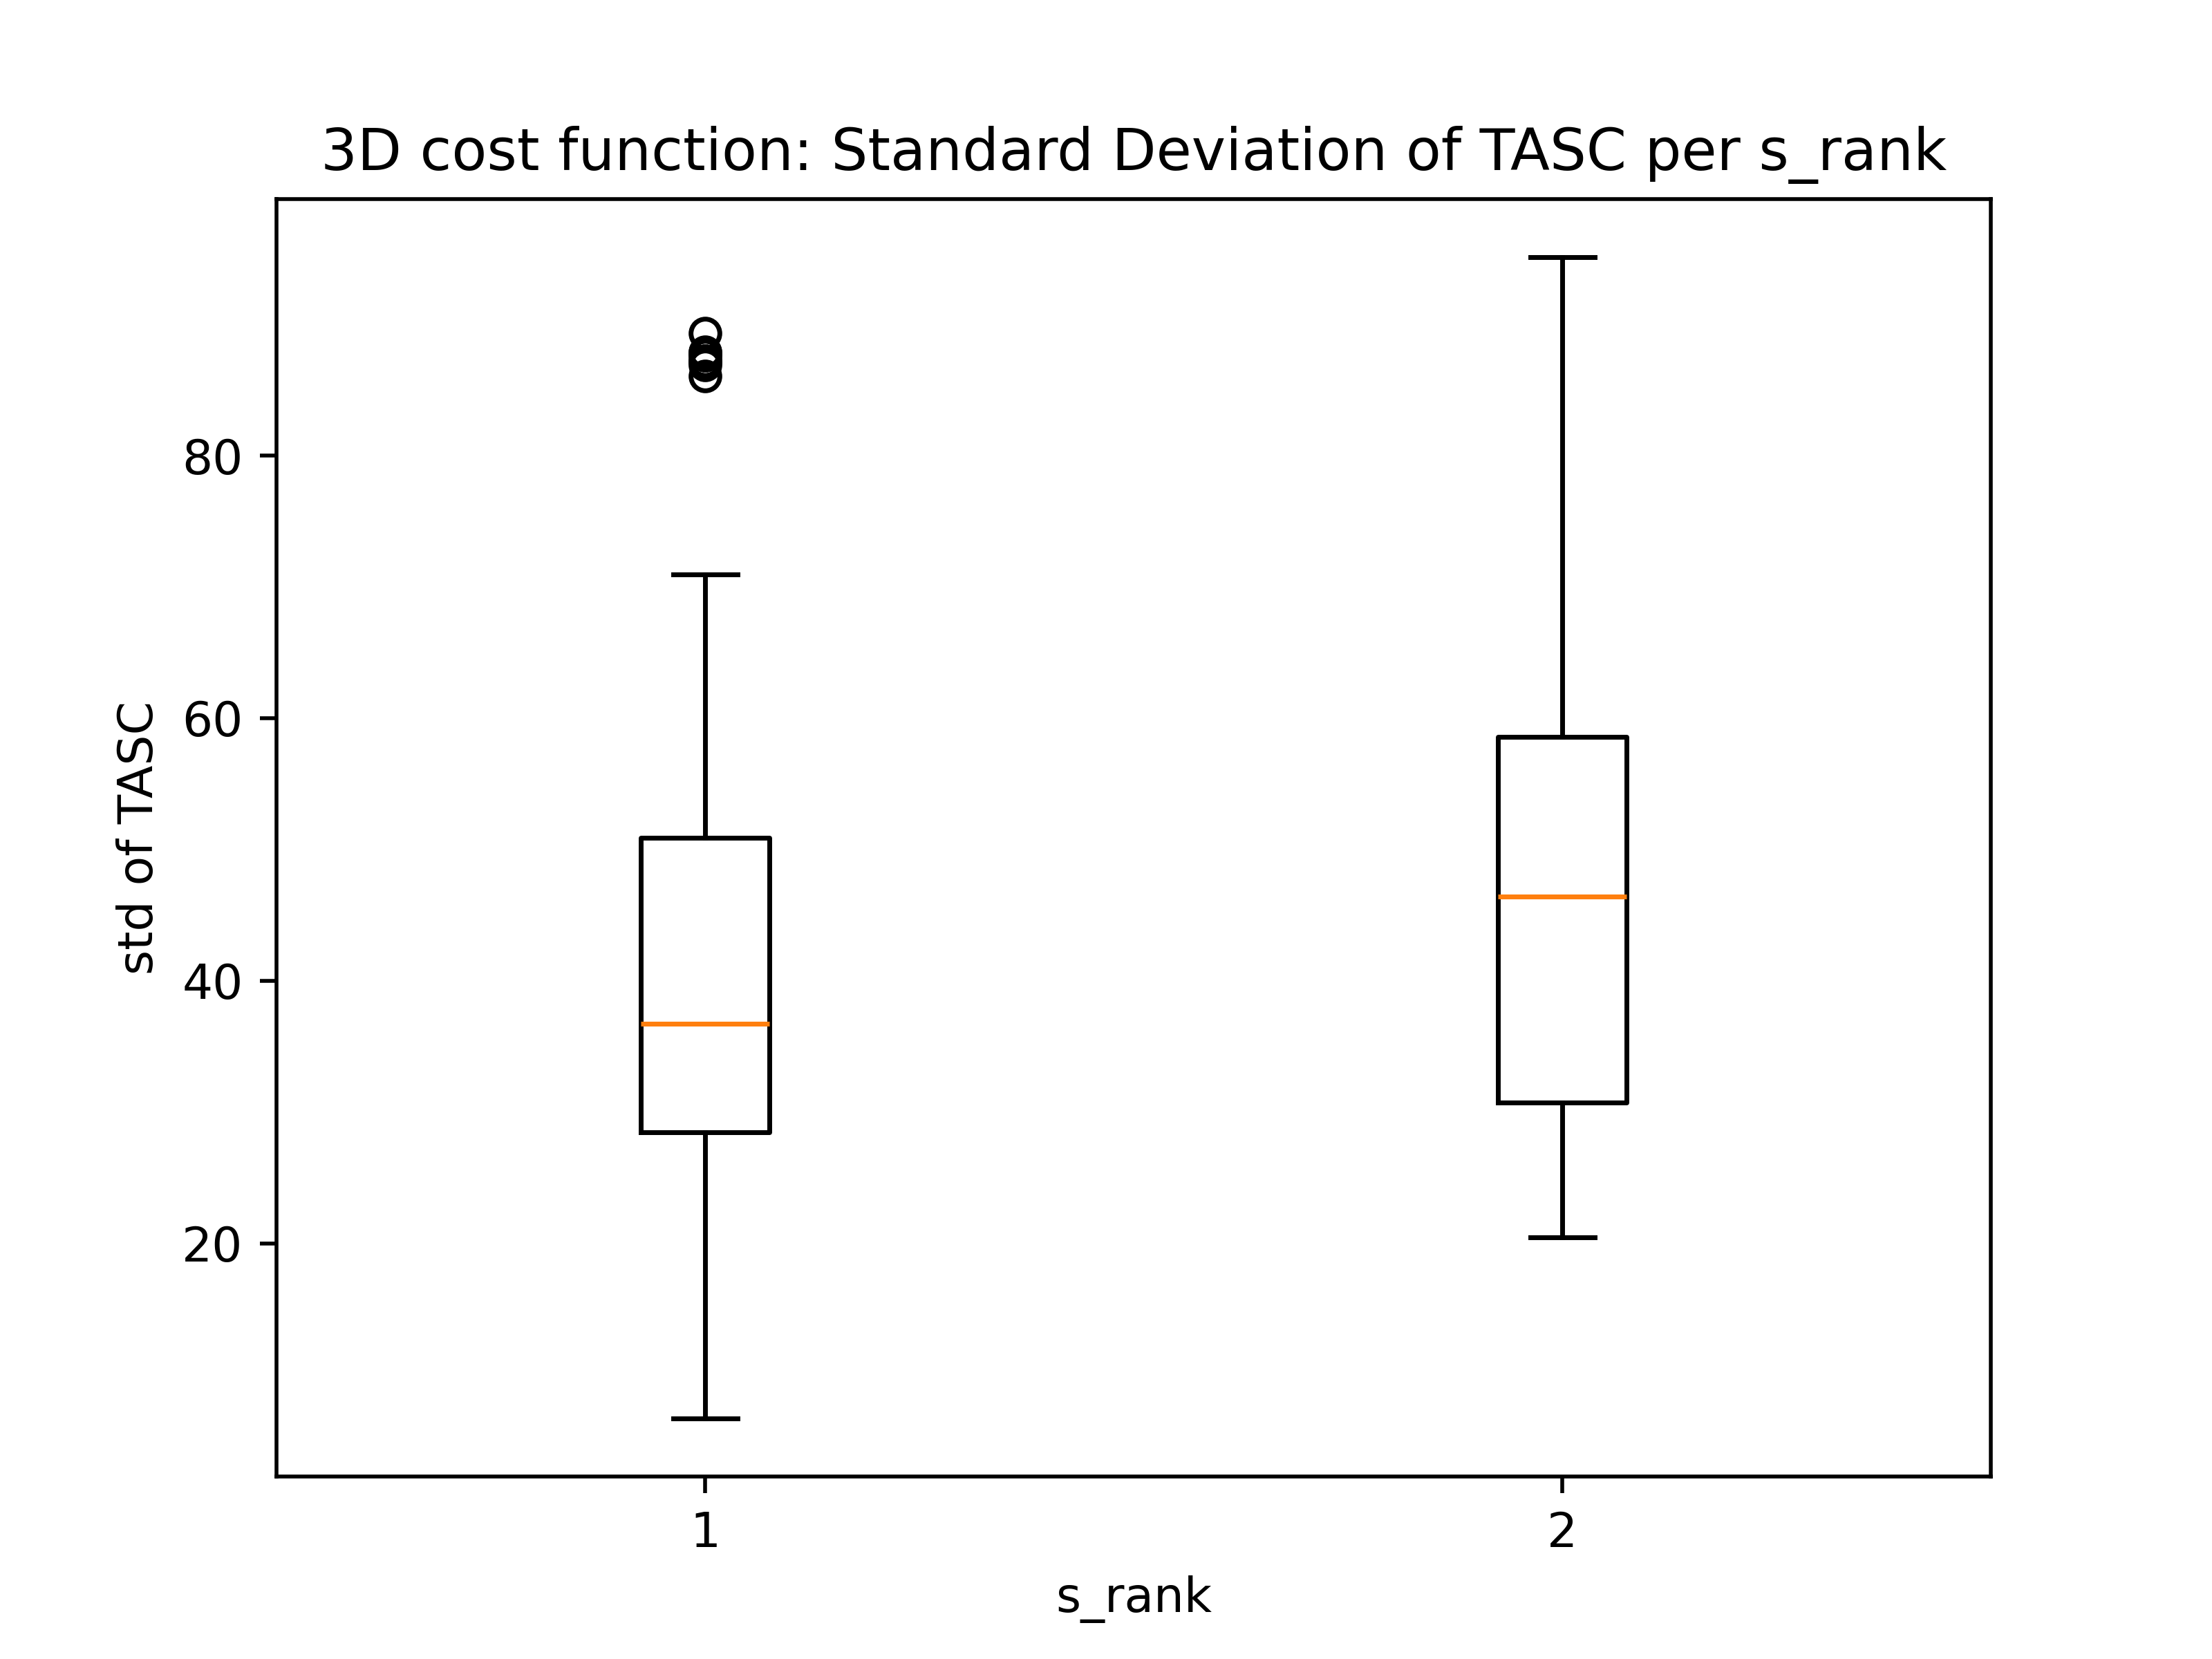 3D cost function: Standard Deviation of TASC per s_rank
std of TASC
80
60
40
20
1
2
s_rank